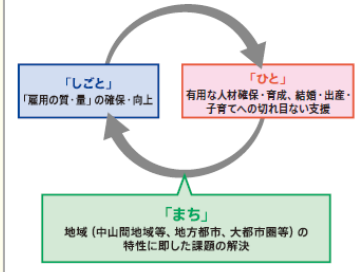 「しごと」
「雇用の質・量」の確保・向上
「ひと」
有用な人材確保・育成、結婚・出産・
子育てへの切れ目ない支援
「まち」
地域（中山間地域等、地方都市、大都市圏等）の
特性に即した課題の解決